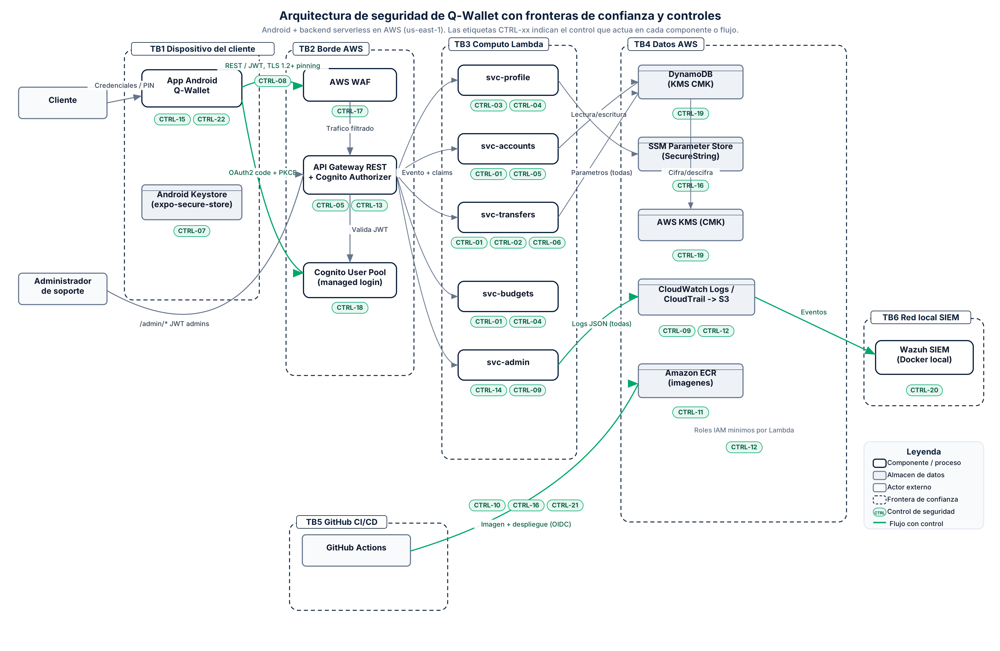 Arquitectura de seguridad de Q-Wallet con fronteras de confianza y controles
Android + backend serverless en AWS (us-east-1). Las etiquetas CTRL-xx indican el control que actua en cada componente o flujo.
Cliente
Credenciales / PIN
Administrador
de soporte
/admin/* JWT admins
TB1 Dispositivo del cliente
App Android
Q-Wallet
CTRL-15
CTRL-22
Android Keystore
(expo-secure-store)
CTRL-07
REST / JWT, TLS 1.2+ pinning
CTRL-08
OAuth2 code + PKCE
TB2 Borde AWS
AWS WAF
CTRL-17
Trafico filtrado
API Gateway REST
+ Cognito Authorizer
CTRL-05
CTRL-13
Valida JWT
Cognito User Pool
(managed login)
CTRL-18
Evento + claims
TB3 Computo Lambda
svc-profile
CTRL-03
CTRL-04
svc-accounts
CTRL-01
CTRL-05
svc-transfers
CTRL-01
CTRL-02
CTRL-06
svc-budgets
CTRL-01
CTRL-04
svc-admin
CTRL-14
CTRL-09
Lectura/escritura
Parametros (todas)
Logs JSON (todas)
TB4 Datos AWS
DynamoDB
(KMS CMK)
CTRL-19
SSM Parameter Store
(SecureString)
Cifra/descifra
CTRL-16
AWS KMS (CMK)
CTRL-19
CloudWatch Logs /
CloudTrail -> S3
CTRL-09
CTRL-12
Amazon ECR
(imagenes)
CTRL-11
Roles IAM minimos por Lambda
CTRL-12
Eventos
TB6 Red local SIEM
Wazuh SIEM
(Docker local)
CTRL-20
TB5 GitHub CI/CD
GitHub Actions
CTRL-10
CTRL-16
CTRL-21
Imagen + despliegue (OIDC)
Leyenda
Componente / proceso
Almacen de datos
Actor externo
Frontera de confianza
CTRL Control de seguridad
Flujo con control